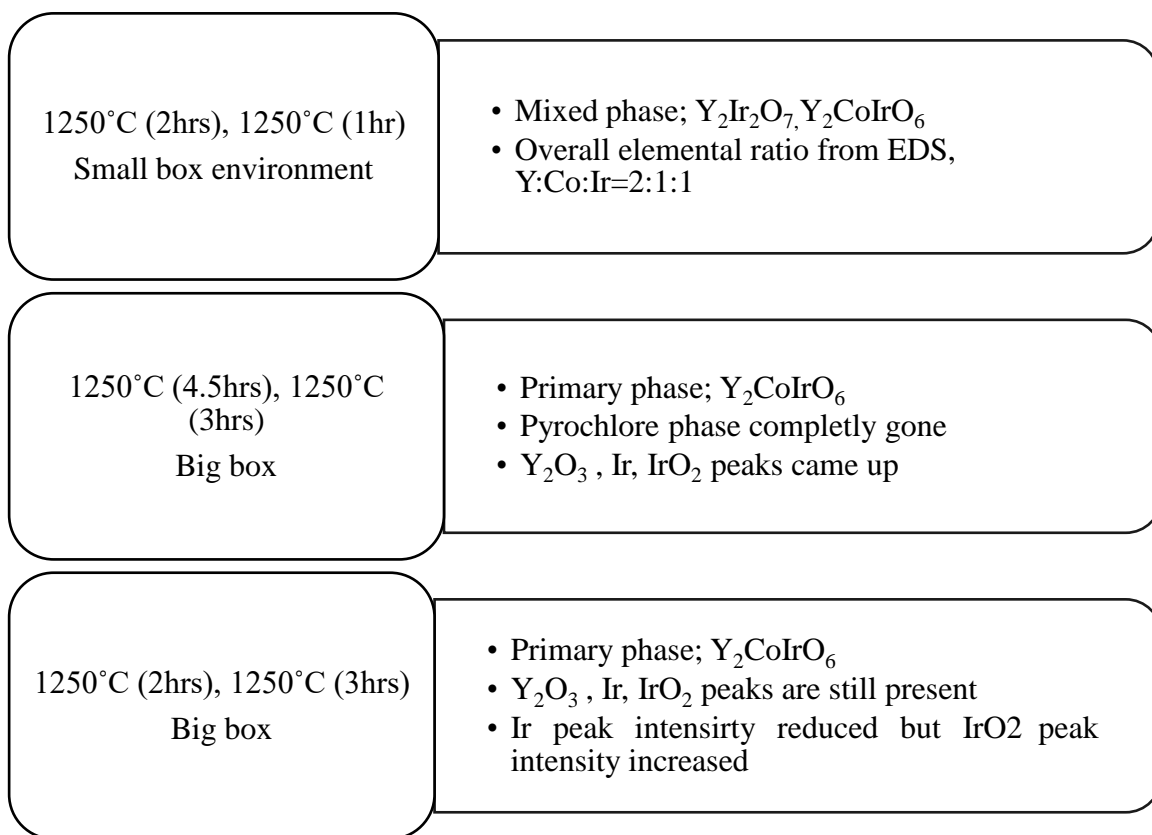 1250˚C (2hrs), 1250˚C (1hr)
Small box environment
• Mixed phase; Y₂Ir₂O₇, Y₂CoIrO₆
• Overall elemental ratio from EDS,
Y:Co:Ir=2:1:1
1250˚C (4.5hrs), 1250˚C
(3hrs)
Big box
• Primary phase; Y₂CoIrO₆
• Pyrochlore phase completly gone
• Y₂O₃ , Ir, IrO₂ peaks came up
1250˚C (2hrs), 1250˚C (3hrs)
Big box
• Primary phase; Y₂CoIrO₆
• Y₂O₃ , Ir, IrO₂ peaks are still present
• Ir peak intensirty reduced but IrO2 peak
intensity increased